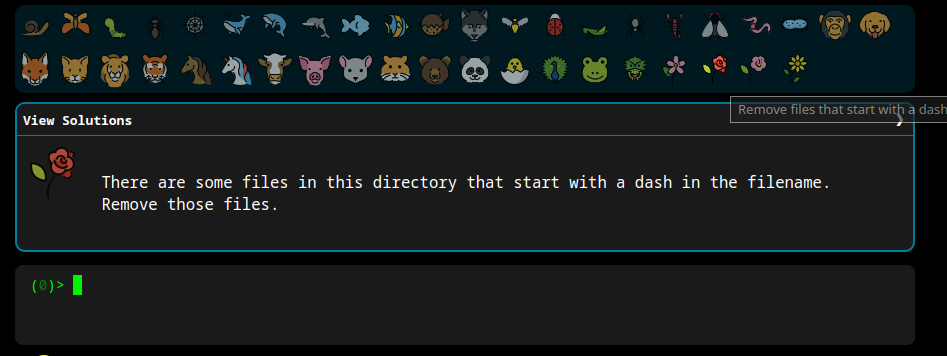 View Solutions
❯
Remove files that start with a dash
There are some files in this directory that start with a dash in the filename.
Remove those files.
(0)>